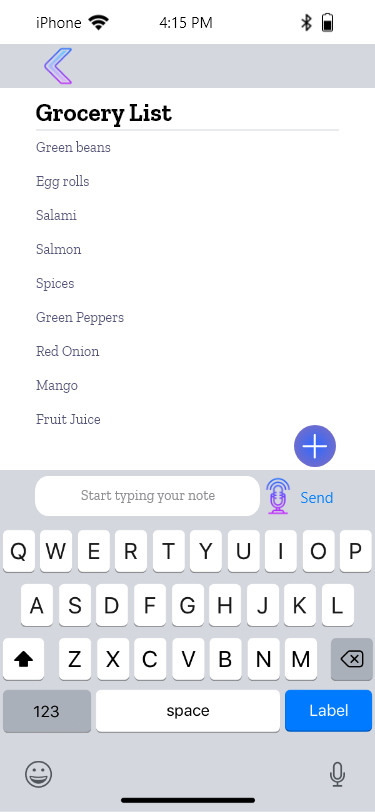 iPhone 4:15 PM
Grocery List
Green beans
Egg rolls
Salami
Salmon
Spices
Green Peppers
Red Onion
Mango
Fruit Juice
Start typing your note Send
Q W E R T Y U I O P
A S D F G H J K L
Z X C V B N M
123 space Label